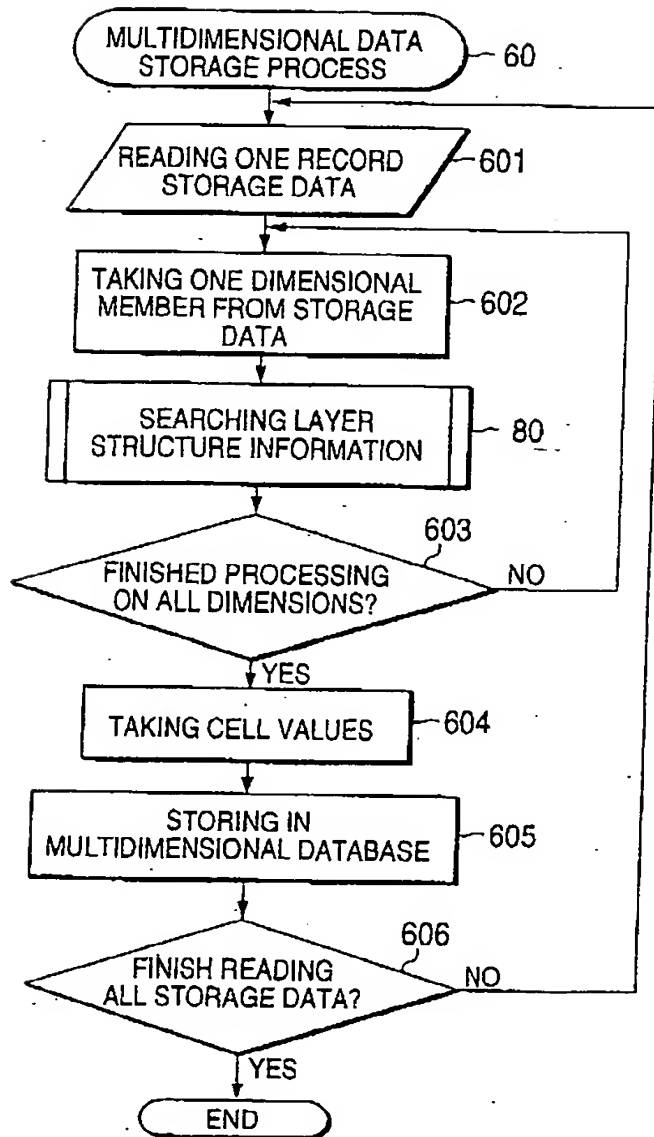 MULTIDIMENSIONAL DATA
STORAGE PROCESS
60
READING ONE RECORD
STORAGE DATA
601
TAKING ONE DIMENSIONAL
MEMBER FROM STORAGE
DATA
602
SEARCHING LAYER
STRUCTURE INFORMATION
80
603
FINISHED PROCESSING
ON ALL DIMENSIONS?
NO
YES
TAKING CELL VALUES
604
STORING IN
MULTIDIMENSIONAL DATABASE
605
606
FINISH READING
ALL STORAGE DATA?
NO
YES
END